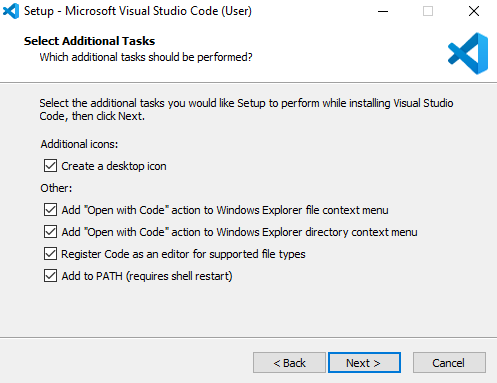 Setup - Microsoft Visual Studio Code (User)
Select Additional Tasks
Which additional tasks should be performed?
Select the additional tasks you would like Setup to perform while installing Visual Studio
Code, then click Next.
Additional icons:
Create a desktop icon
Other:
Add "Open with Code" action to Windows Explorer file context menu
Add "Open with Code" action to Windows Explorer directory context menu
Register Code as an editor for supported file types
Add to PATH (requires shell restart)
< Back
Next >
Cancel